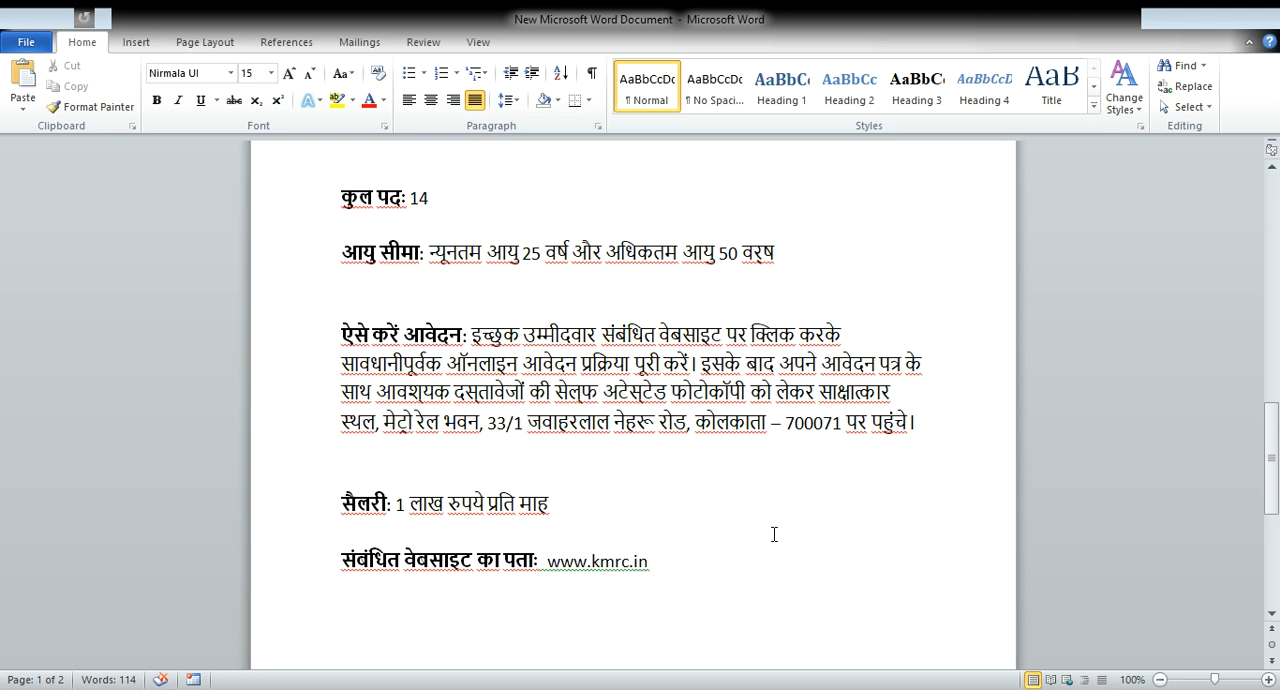 New Microsoft Word Document - Microsoft Word
File Home Insert Page Layout References Mailings Review View
Paste Cut Copy Format Painter
Nirmala UI 15
AaBbCcDc AaBbCcDc AaBbC AaBbCc AaBbC AaBbCcD AaB
¶ Normal ¶ No Spaci... Heading 1 Heading 2 Heading 3 Heading 4 Title
Change Styles
Find
Replace
Select
Clipboard Font Paragraph Styles Editing
कुल पदः 14
आयु सीमा: न्यूनतम आयु 25 वर्ष और अधिकतम आयु 50 वर्‌ष
ऐसे करें आवेदन: इच्छुक उम्मीदवार संबंधित वेबसाइट पर क्लिक करके
सावधानीपूर्वक ऑनलाइन आवेदन प्रक्रिया पूरी करें। इसके बाद अपने आवेदन पत्र के
साथ आवश्‌यक दस्‌तावेजों की सेल्‌फ अटेस्‌टेड फोटोकॉपी को लेकर साक्षात्कार
स्थल, मेट्रो रेल भवन, 33/1 जवाहरलाल नेहरू रोड, कोलकाता – 700071 पर पहुंचे।
सैलरी: 1 लाख रुपये प्रति माह
संबंधित वेबसाइट का पताः www.kmrc.in
Page: 1 of 2 Words: 114 100%